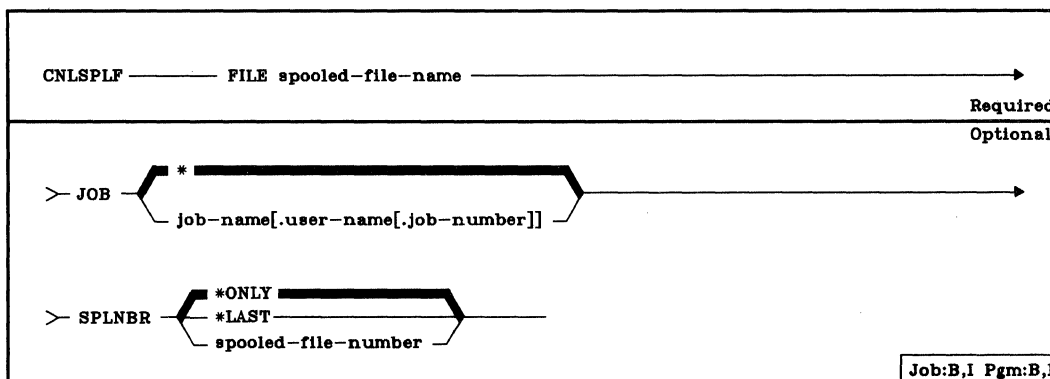 CNLSPLF FILE spooled-file-name
Required
Optional
*
JOB
job-name[.user-name[.job-number]]
*ONLY
SPLNBR *LAST
spooled-file-number
Job:B,I Pgm:B,